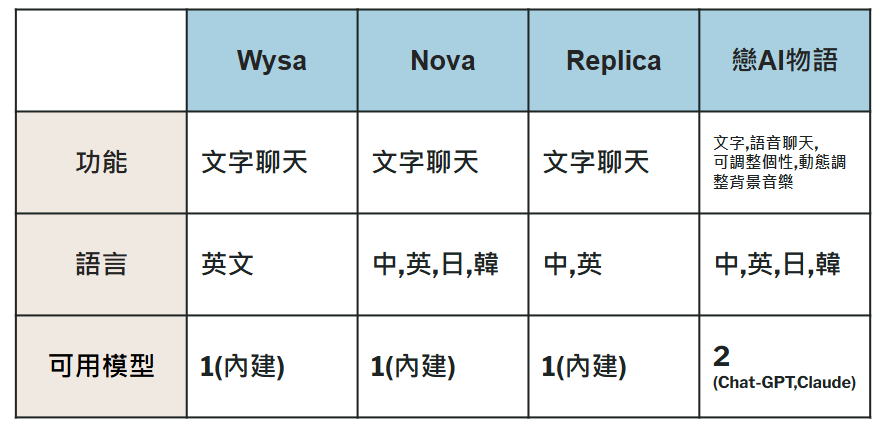 Wysa
Nova
Replica
戀AI物語
功能
文字聊天
文字聊天
文字聊天
文字,語音聊天,
可調整個性,動態調
整背景音樂
語言
英文
中,英,日,韓
中,英
中,英,日,韓
可用模型
1(內建)
1(內建)
1(內建)
2
(Chat-GPT,Claude)